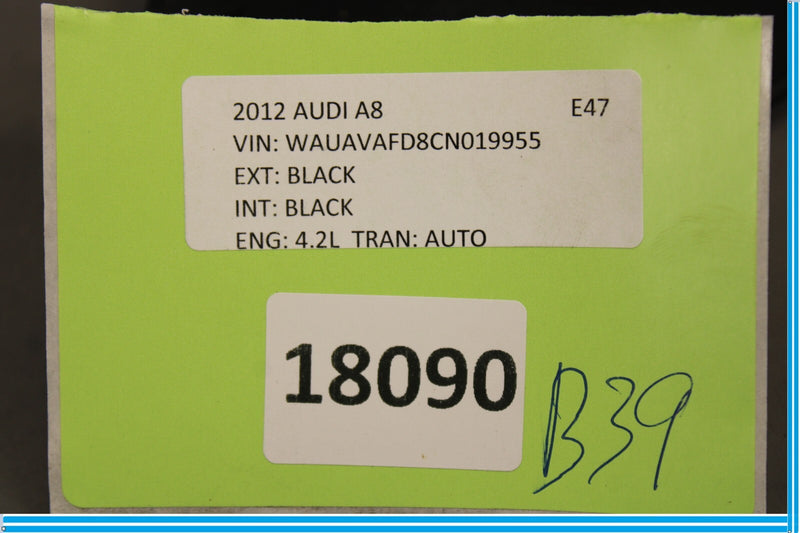 2012 AUDI A8 E47
VIN: WAUAVAFD8CN019955
EXT: BLACK
INT: BLACK
ENG: 4.2L TRAN: AUTO
18090
B39